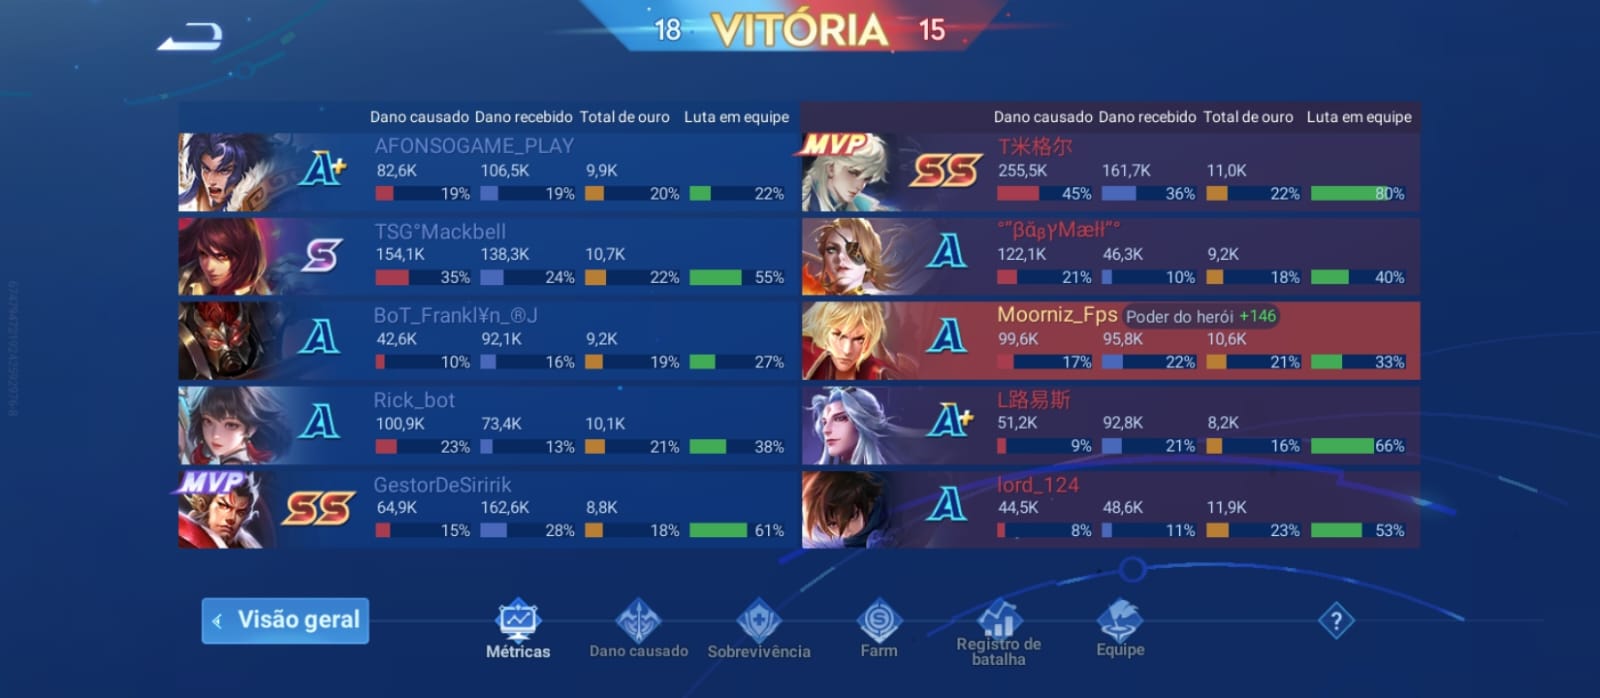 18 VITÓRIA 15
Dano causado Dano recebido Total de ouro Luta em equipe
AFONSOGAME_PLAY
A+
82,6K 106,5K 9,9K
19% 19% 20% 22%
TSG°Mackbell
S
154,1K 138,3K 10,7K
35% 24% 22% 55%
BoT_Frankl¥n_®J
A
42,6K 92,1K 9,2K
10% 16% 19% 27%
Rick_bot
A
100,9K 73,4K 10,1K
23% 13% 21% 38%
MVP
GestorDeSiririk
SS
64,9K 162,6K 8,8K
15% 28% 18% 61%
Dano causado Dano recebido Total de ouro Luta em equipe
MVP
T米格尔
SS
255,5K 161,7K 11,0K
45% 36% 22% 80%
A
122,1K 46,3K 9,2K
21% 10% 18% 40%
Moorniz_Fps Poder do herói +146
A
99,6K 95,8K 10,6K
17% 22% 21% 33%
L路易斯
A+
51,2K 92,8K 8,2K
9% 21% 16% 66%
lord_124
A
44,5K 48,6K 11,9K
8% 11% 23% 53%
Visão geral
Métricas
Dano causado
Sobrevivência
Farm
Registro de
batalha
Equipe
?